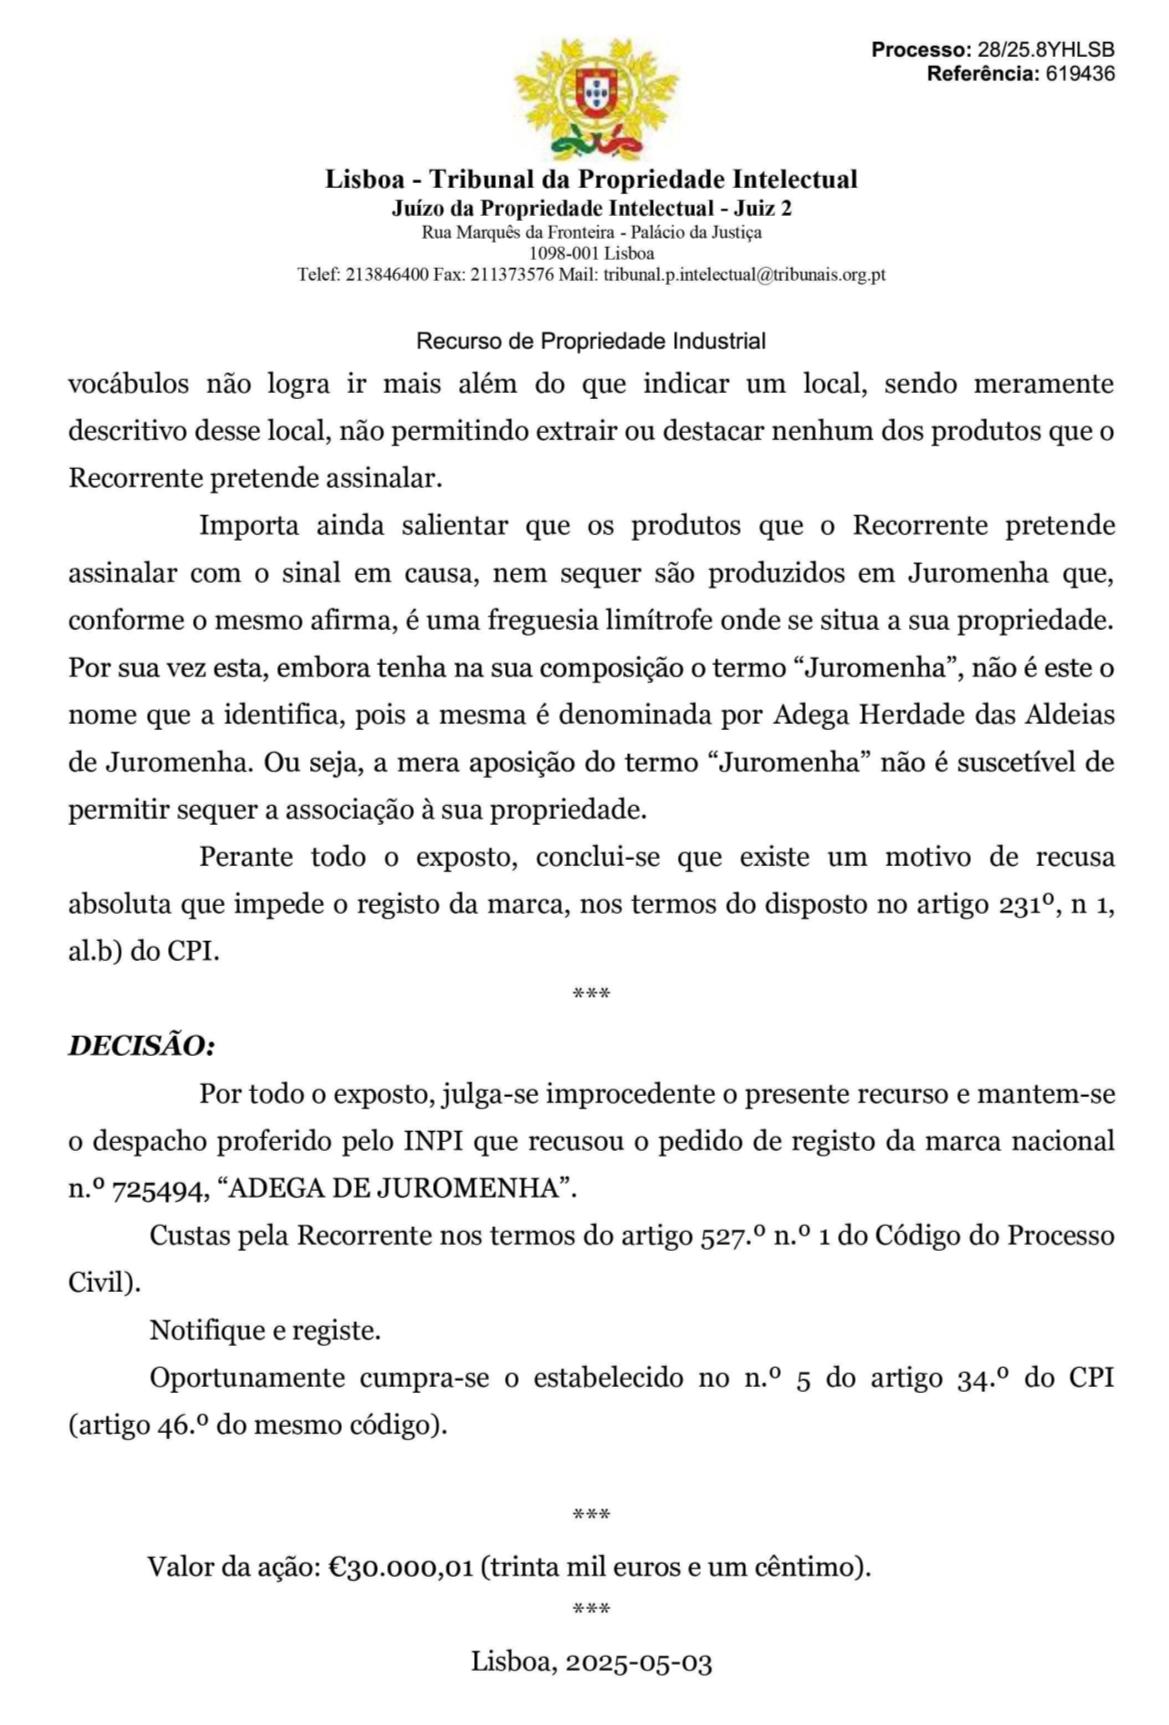 Processo: 28/25.8YHLSB
Referência: 619436
Lisboa - Tribunal da Propriedade Intelectual
Juízo da Propriedade Intelectual - Juiz 2
Rua Marquês da Fronteira - Palácio da Justiça
1098-001 Lisboa
Telef: 213846400 Fax: 211373576 Mail: tribunal.p.intelectual@tribunais.org.pt
Recurso de Propriedade Industrial
vocábulos não logra ir mais além do que indicar um local, sendo meramente
descritivo desse local, não permitindo extrair ou destacar nenhum dos produtos que o
Recorrente pretende assinalar.
Importa ainda salientar que os produtos que o Recorrente pretende
assinalar com o sinal em causa, nem sequer são produzidos em Juromenha que,
conforme o mesmo afirma, é uma freguesia limítrofe onde se situa a sua propriedade.
Por sua vez esta, embora tenha na sua composição o termo “Juromenha”, não é este o
nome que a identifica, pois a mesma é denominada por Adega Herdade das Aldeias
de Juromenha. Ou seja, a mera aposição do termo “Juromenha” não é suscetível de
permitir sequer a associação à sua propriedade.
Perante todo o exposto, conclui-se que existe um motivo de recusa
absoluta que impede o registo da marca, nos termos do disposto no artigo 231º, n 1,
al.b) do CPI.
***
DECISÃO:
Por todo o exposto, julga-se improcedente o presente recurso e mantem-se
o despacho proferido pelo INPI que recusou o pedido de registo da marca nacional
n.º 725494, “ADEGA DE JUROMENHA”.
Custas pela Recorrente nos termos do artigo 527.º n.º 1 do Código do Processo
Civil).
Notifique e registe.
Oportunamente cumpra-se o estabelecido no n.º 5 do artigo 34.º do CPI
(artigo 46.º do mesmo código).
***
Valor da ação: €30.000,01 (trinta mil euros e um cêntimo).
***
Lisboa, 2025-05-03